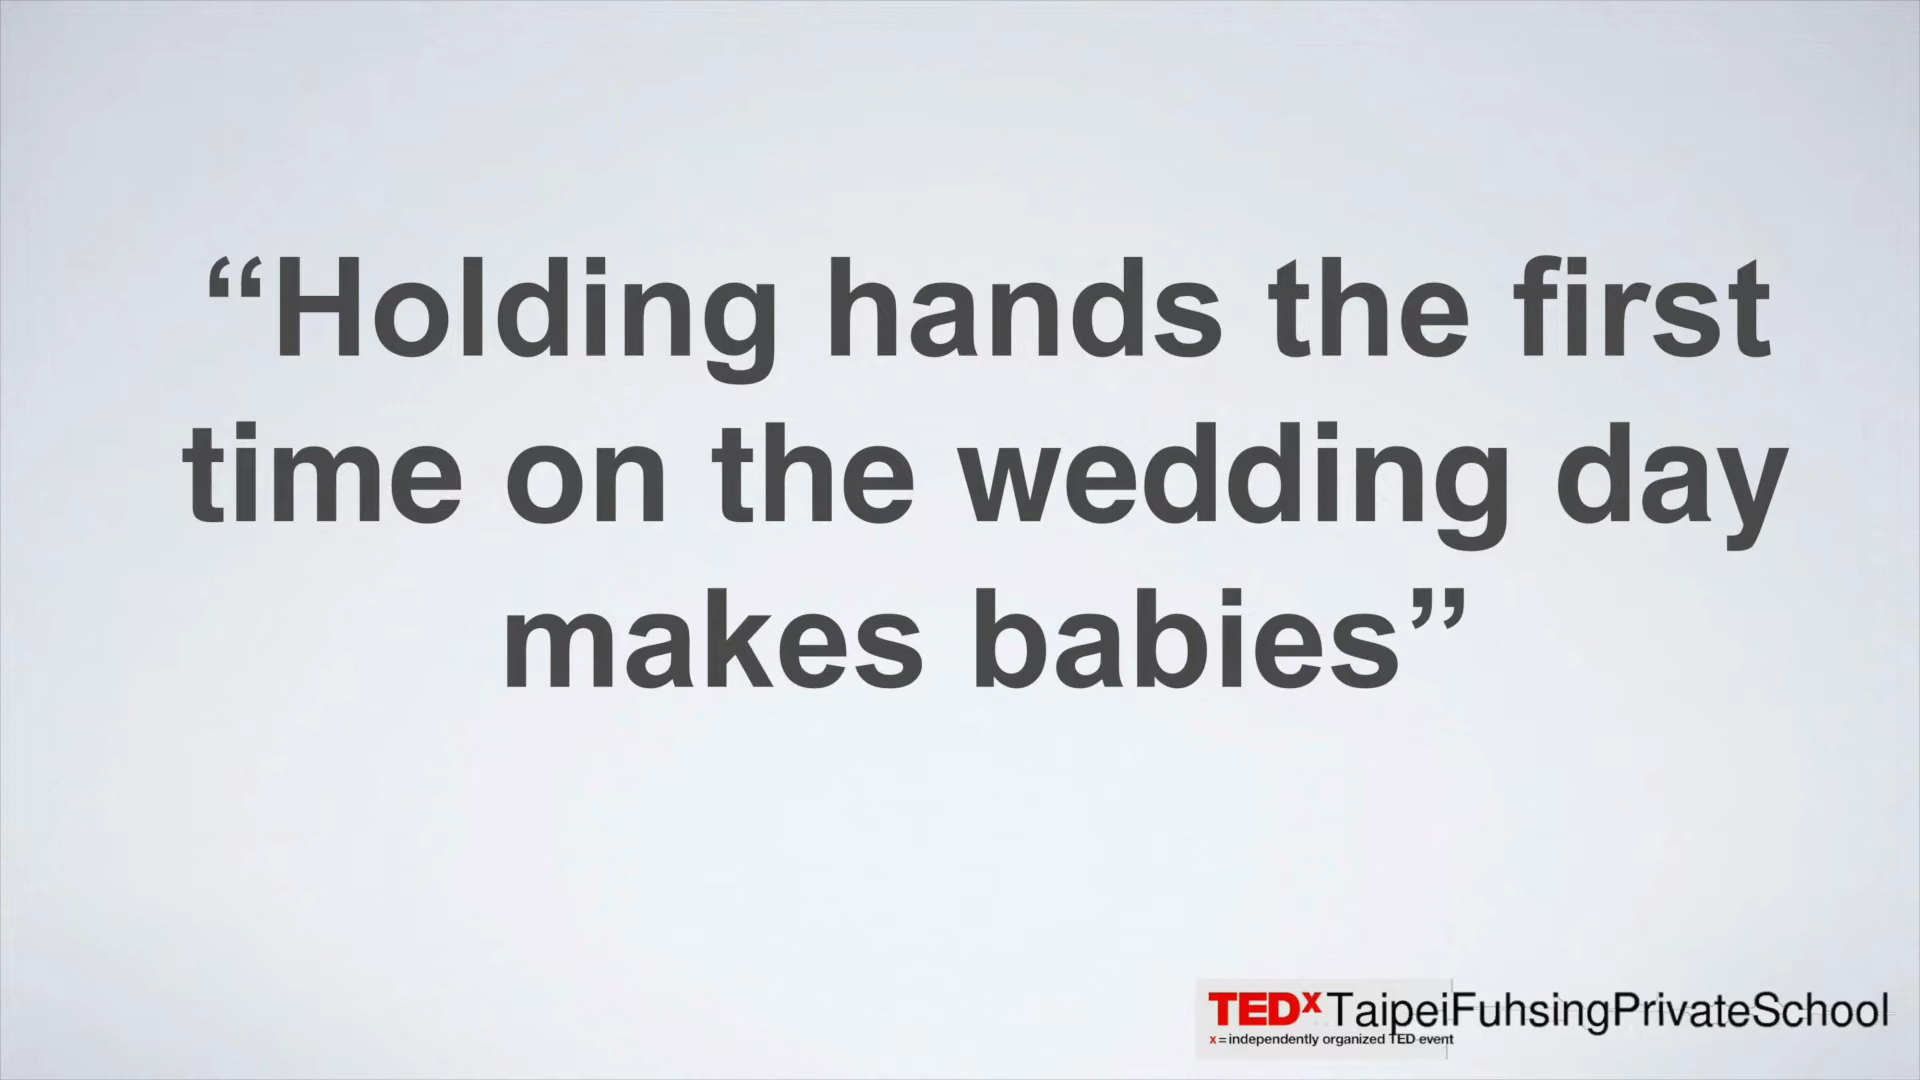 “Holding hands the first
time on the wedding day
makes babies”
TEDxTaipeiFuhsingPrivateSchool
x = independently organized TED event